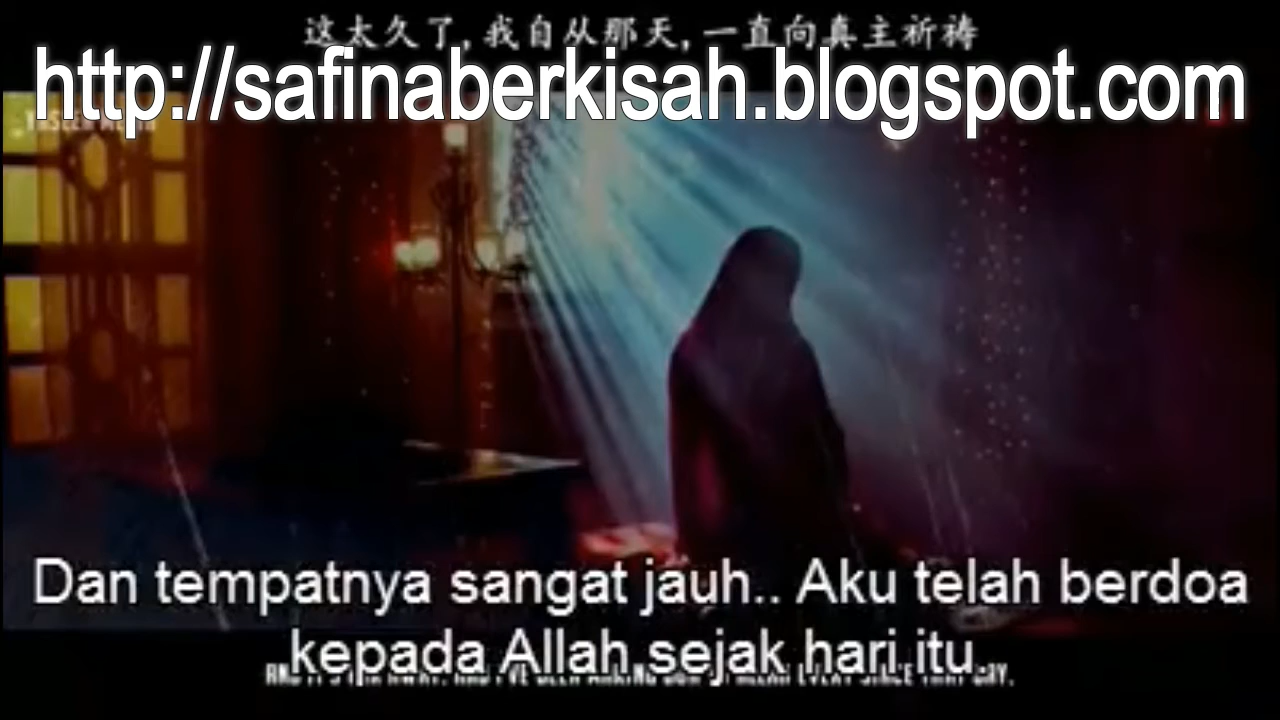 这太久了,我自从那天,一直向真主祈祷
http://safinaberkisah.blogspot.com
Dan tempatnya sangat jauh.. Aku telah berdoa
kepada Allah sejak hari itu.